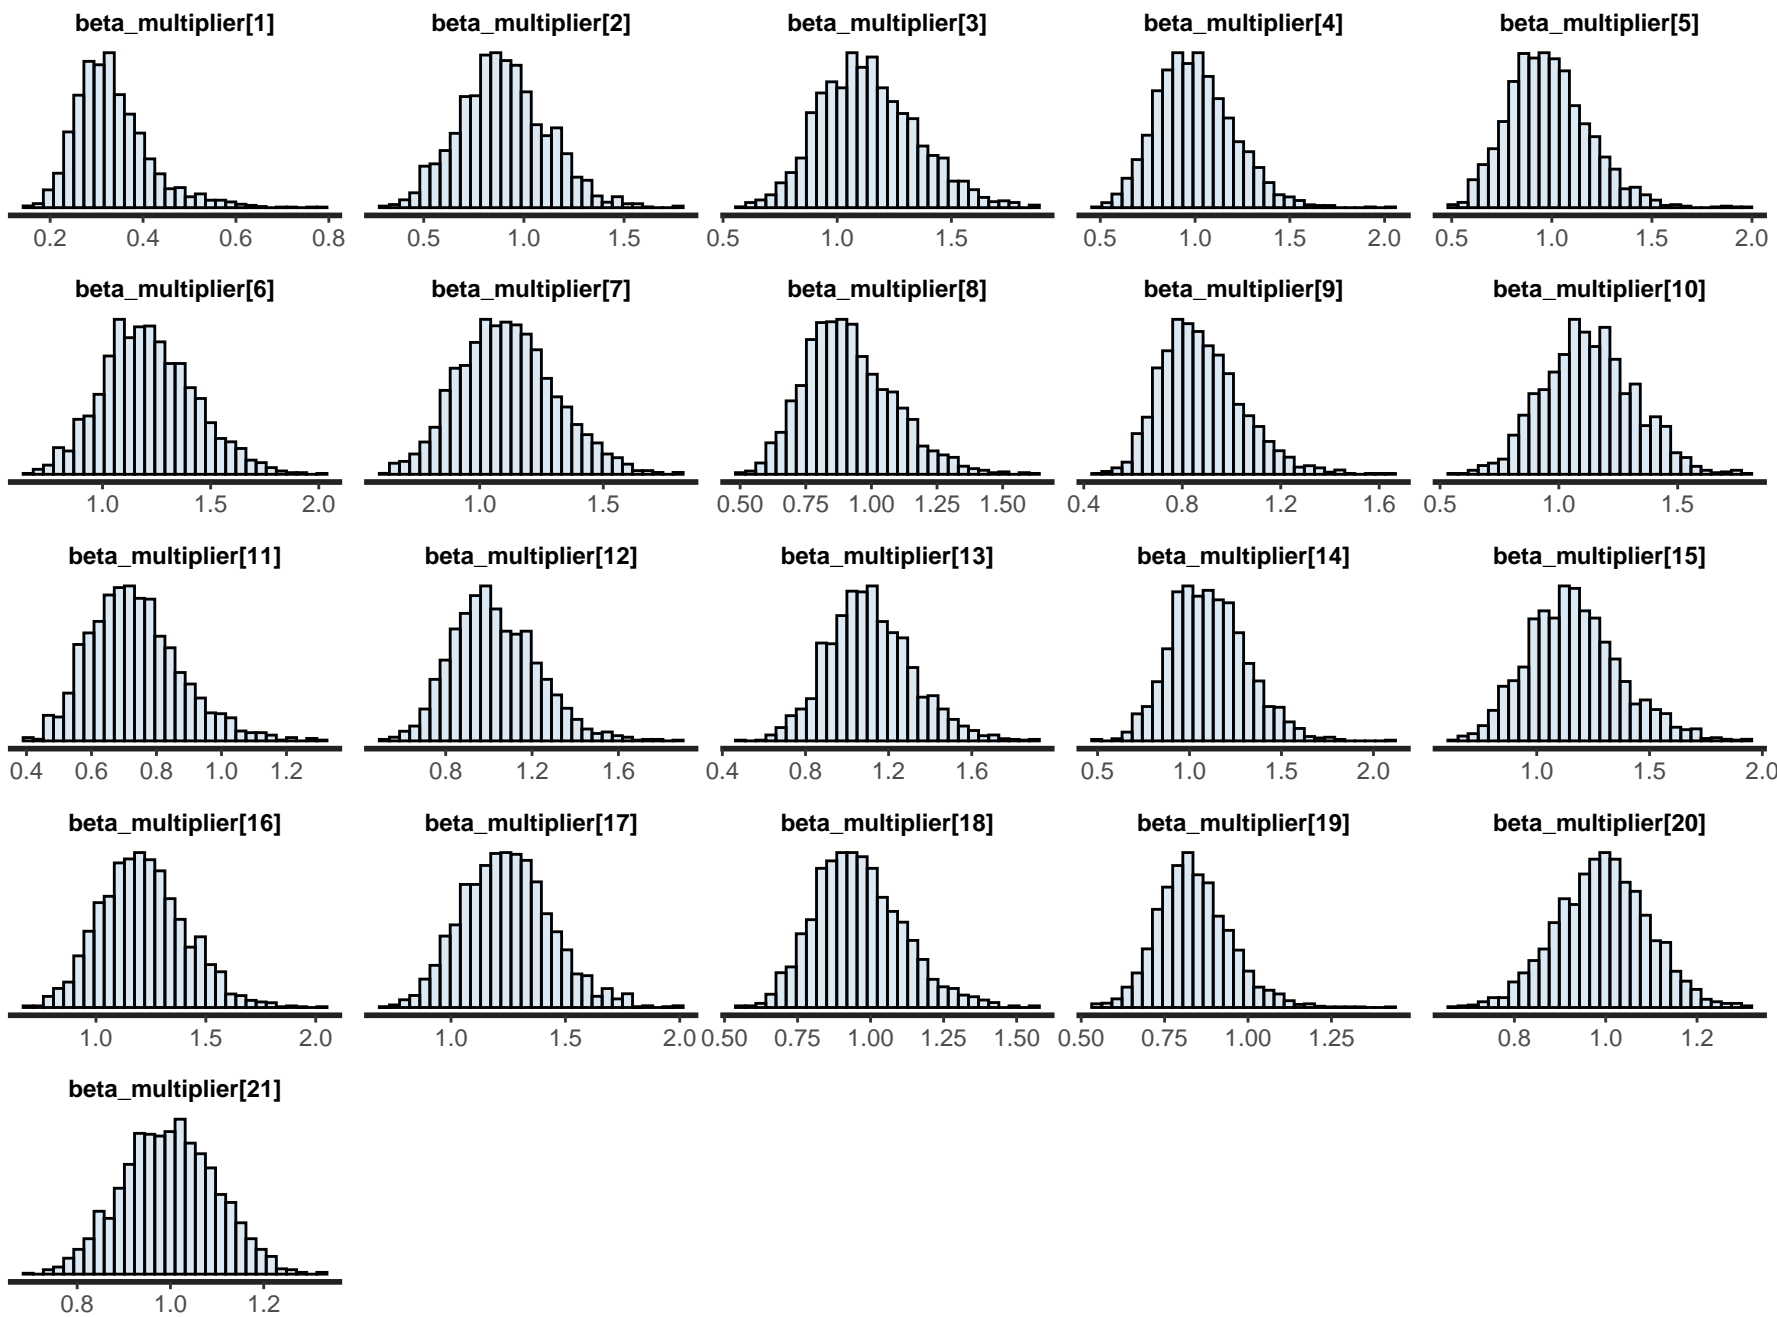 beta_multiplier[1] beta_multiplier[2] beta_multiplier[3] beta_multiplier[4] beta_multiplier[5]
0.2 0.4 0.6 0.8 0.5 1.0 1.5 0.5 1.0 1.5 0.5 1.0 1.5 2.0 0.5 1.0 1.5 2.0
beta_multiplier[6] beta_multiplier[7] beta_multiplier[8] beta_multiplier[9] beta_multiplier[10]
1.0 1.5 2.0 1.0 1.5 0.50 0.75 1.00 1.25 1.50 0.4 0.8 1.2 1.6 0.5 1.0 1.5
beta_multiplier[11] beta_multiplier[12] beta_multiplier[13] beta_multiplier[14] beta_multiplier[15]
0.4 0.6 0.8 1.0 1.2 0.8 1.2 1.6 0.4 0.8 1.2 1.6 0.5 1.0 1.5 2.0 1.0 1.5 2.0
beta_multiplier[16] beta_multiplier[17] beta_multiplier[18] beta_multiplier[19] beta_multiplier[20]
1.0 1.5 2.0 1.0 1.5 2.0 0.50 0.75 1.00 1.25 1.50 0.50 0.75 1.00 1.25 0.8 1.0 1.2
beta_multiplier[21]
0.8 1.0 1.2